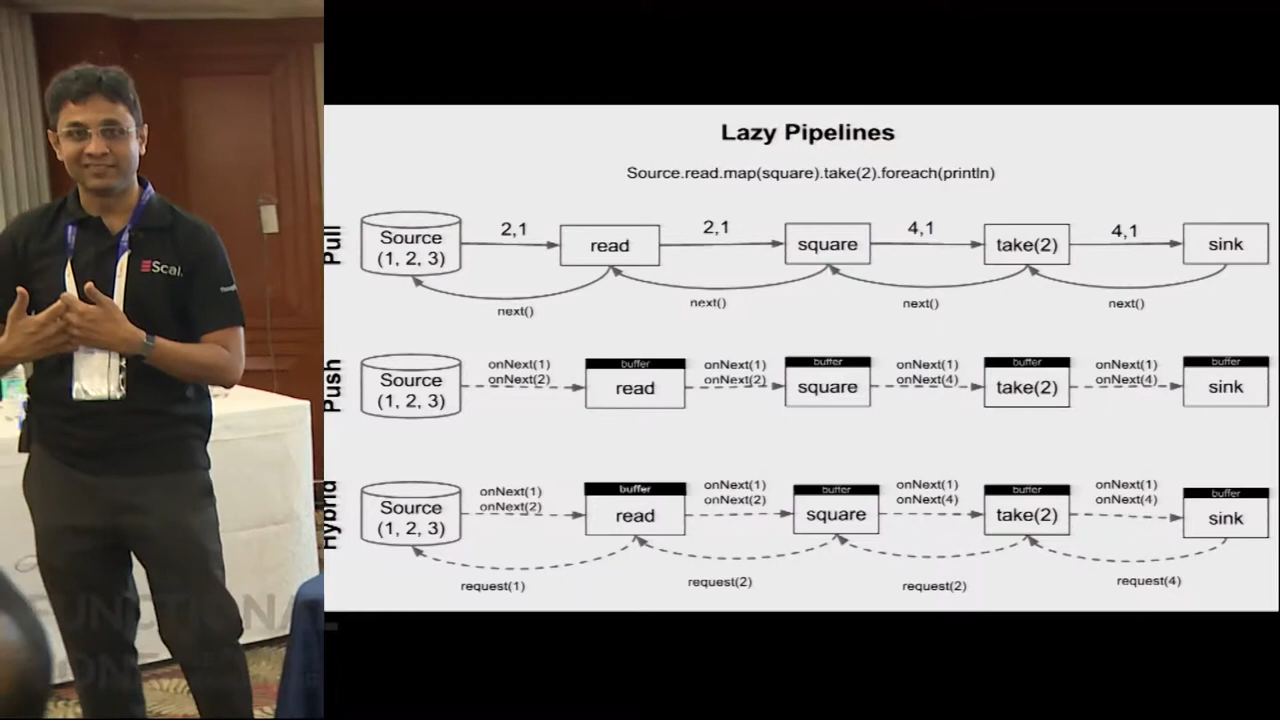 Lazy Pipelines
Source.read.map(square).take(2).foreach(println)
Pull
Source
(1, 2, 3)
2,1
read
2,1
square
4,1
take(2)
4,1
sink
next()
next()
next()
next()
Push
Source
(1, 2, 3)
onNext(1)
onNext(2)
buffer
read
onNext(1)
onNext(2)
buffer
square
onNext(1)
onNext(4)
buffer
take(2)
onNext(1)
onNext(4)
buffer
sink
Hybrid
Source
(1, 2, 3)
onNext(1)
onNext(2)
buffer
read
onNext(1)
onNext(2)
buffer
square
onNext(1)
onNext(4)
buffer
take(2)
onNext(1)
onNext(4)
buffer
sink
request(1)
request(2)
request(2)
request(4)
Scal
FUNCTIONAL
CONF